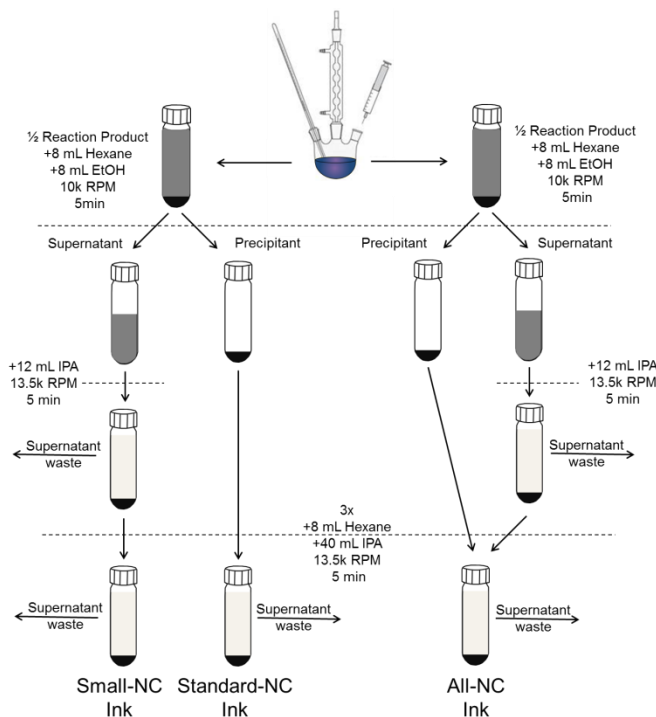 ½ Reaction Product
+8 mL Hexane
+8 mL EtOH
10k RPM
5min
½ Reaction Product
+8 mL Hexane
+8 mL EtOH
10k RPM
5min
Supernatant
Precipitant
Precipitant
Supernatant
+12 mL IPA
13.5k RPM
5 min
+12 mL IPA
13.5k RPM
5 min
Supernatant
waste
Supernatant
waste
3x
+8 mL Hexane
+40 mL IPA
13.5k RPM
5 min
Supernatant
waste
Supernatant
waste
Supernatant
waste
Small-NC
Ink
Standard-NC
Ink
All-NC
Ink